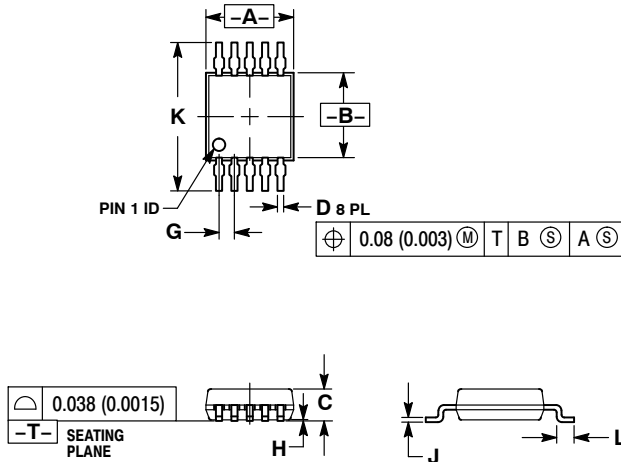 –A–
K
–B–
PIN 1 ID
G
D 8 PL
⌖ 0.08 (0.003) Ⓜ T B Ⓢ A Ⓢ
⌓ 0.038 (0.0015)
–T– SEATING
PLANE
C
H
J
L